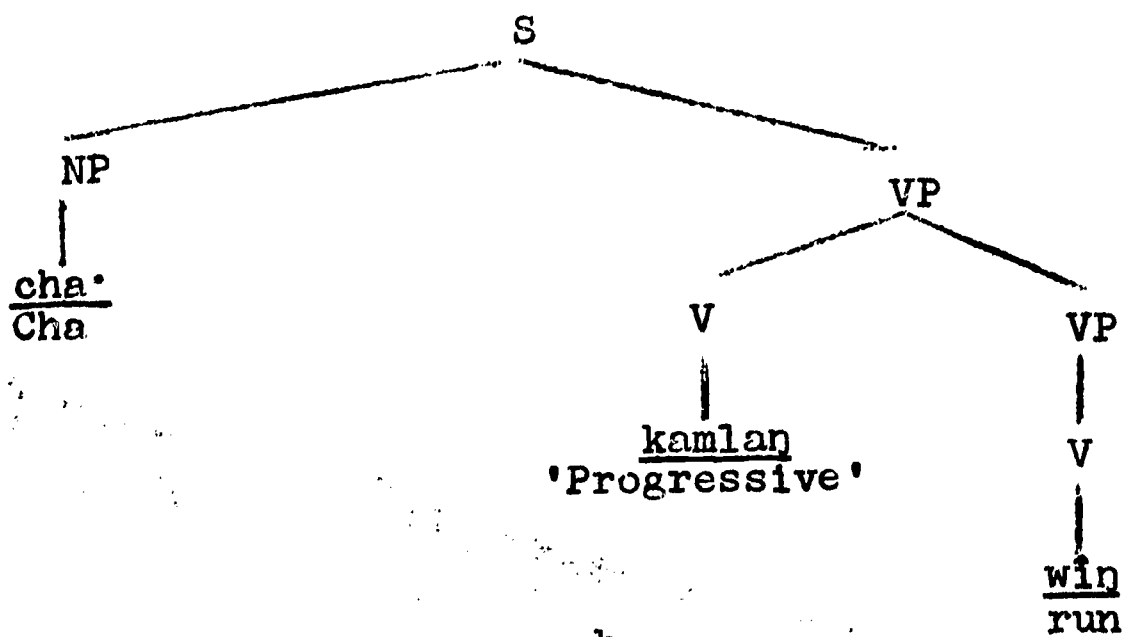 S
NP
VP
cha·
Cha
V
VP
kamlaŋ
'Progressive'
V
wiŋ
run